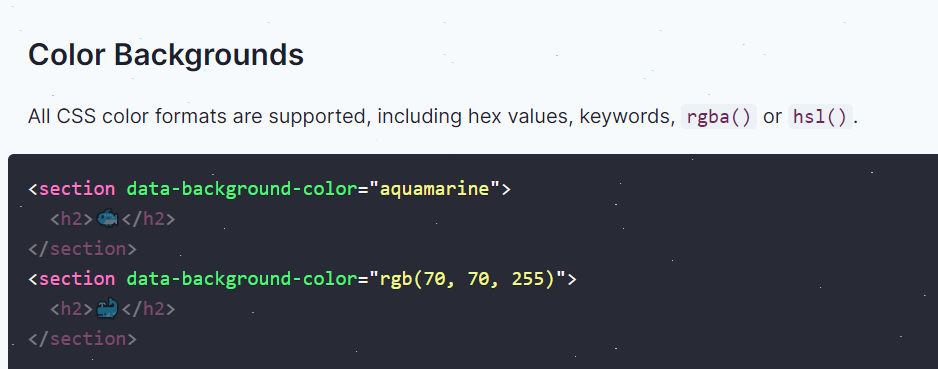 Color Backgrounds
All CSS color formats are supported, including hex values, keywords, rgba() or hsl().
<section data-background-color="aquamarine">
  <h2>🐟</h2>
</section>
<section data-background-color="rgb(70, 70, 255)">
  <h2>🐳</h2>
</section>